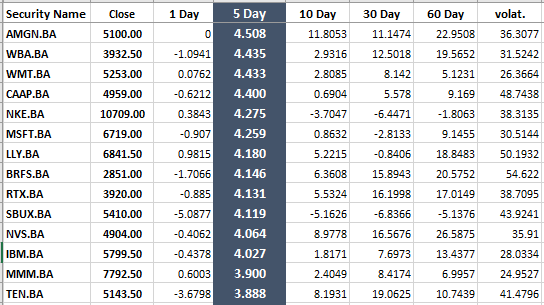 Security Name Close 1 Day 5 Day 10 Day 30 Day 60 Day volat.
AMGN.BA 5100.00 0 4.508 11.8053 11.1474 22.9508 36.3077
WBA.BA 3932.50 -1.0941 4.435 2.9316 12.5018 19.5652 31.5242
WMT.BA 5253.00 0.0762 4.433 2.8085 8.142 5.1231 26.3664
CAAP.BA 4959.00 -0.6212 4.400 0.6904 5.578 9.169 48.7438
NKE.BA 10709.00 0.3843 4.275 -3.7047 -6.4471 -1.8063 38.3135
MSFT.BA 6719.00 -0.907 4.259 0.8632 -2.8133 9.1455 30.5144
LLY.BA 6841.50 0.9815 4.180 5.2215 -0.8406 18.8483 50.1932
BRFS.BA 2851.00 -1.7066 4.146 6.3608 15.8943 20.5752 54.622
RTX.BA 3920.00 -0.885 4.131 5.5324 16.1998 17.0149 38.7095
SBUX.BA 5410.00 -5.0877 4.119 -5.1626 -6.8366 -5.1376 43.9241
NVS.BA 4904.00 -0.4062 4.064 8.9778 16.5676 26.5875 35.91
IBM.BA 5799.50 -0.4378 4.027 1.8171 7.6973 13.4377 28.0334
MMM.BA 7792.50 0.6003 3.900 2.4049 8.4174 6.9957 24.9527
TEN.BA 5143.50 -3.6798 3.888 8.1931 19.0625 10.7439 41.4796